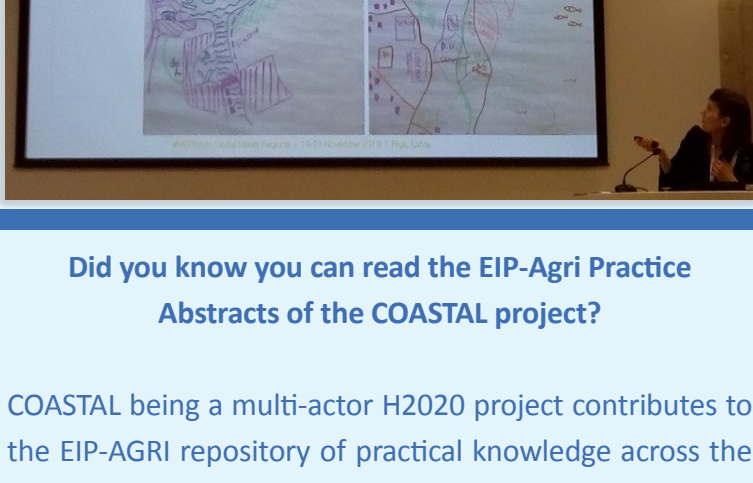 Did you know you can read the EIP-Agri Practice
Abstracts of the COASTAL project?
COASTAL being a multi-actor H2020 project contributes to
the EIP-AGRI repository of practical knowledge across the